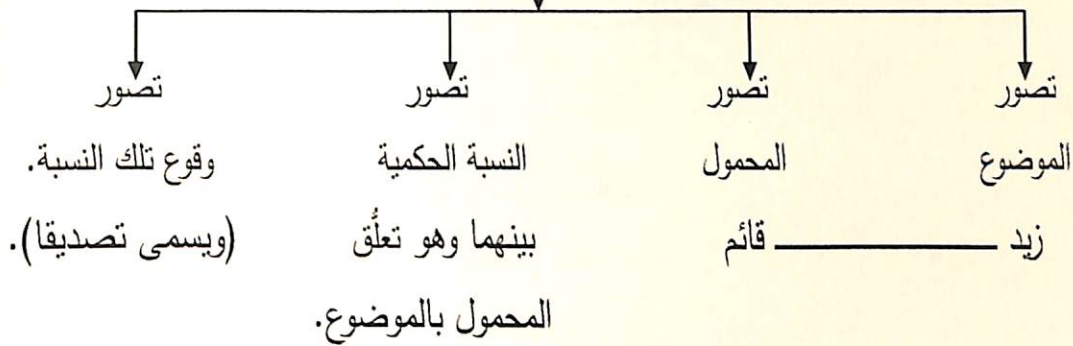 تصور تصور تصور تصور
الموضوع المحمول النسبة الحكمية وقوع تلك النسبة.
زيد قائم بينهما وهو تعلُّق (ويسمى تصديقا).
المحمول بالموضوع.